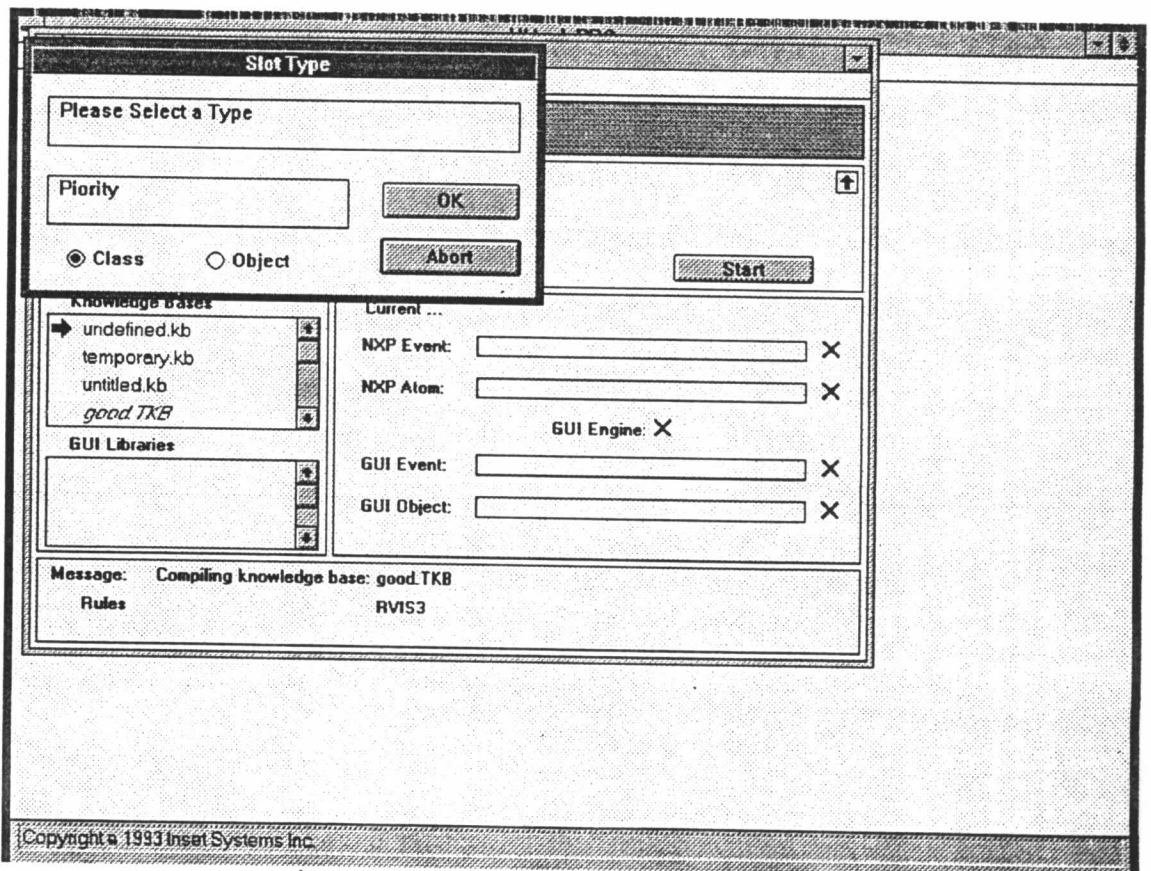 Slot Type
Please Select a Type
Piority
OK
Class
Object
Abort
Start
Knowledge Bases
undefined.kb
temporary.kb
untitled.kb
good.TKB
GUI Libraries
Current ...
NXP Event:
NXP Atom:
GUI Engine:
GUI Event:
GUI Object:
Message: Compiling knowledge base: good.TKB
Rules RVIS3
Copyright © 1993 Inset Systems Inc.